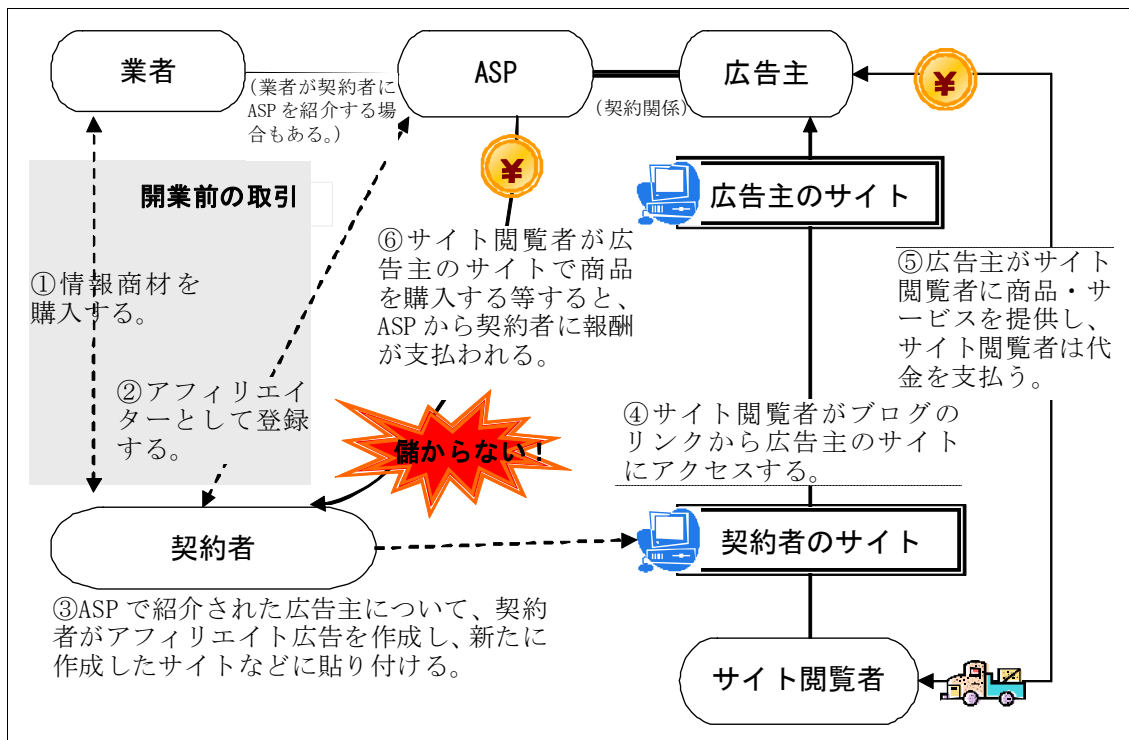 業者
ASP
広告主
(業者が契約者に
ASPを紹介する場
合もある。)
(契約関係)
¥
¥
開業前の取引
広告主のサイト
①情報商材を
購入する。
⑥サイト閲覧者が広
告主のサイトで商品
を購入する等すると、
ASPから契約者に報酬
が支払われる。
⑤広告主がサイト
閲覧者に商品・サ
ービスを提供し、
サイト閲覧者は代
金を支払う。
②アフィリエイ
ターとして登録
する。
儲からない！
④サイト閲覧者がブログの
リンクから広告主のサイト
にアクセスする。
契約者
契約者のサイト
③ASPで紹介された広告主について、契約
者がアフィリエイト広告を作成し、新たに
作成したサイトなどに貼り付ける。
サイト閲覧者